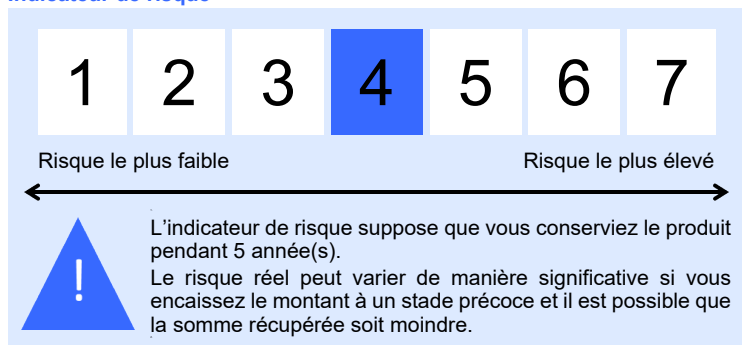 Indicateur de risque
1 2 3 4 5 6 7
Risque le plus faible Risque le plus élevé
L'indicateur de risque suppose que vous conserviez le produit
pendant 5 année(s).
Le risque réel peut varier de manière significative si vous
encaissez le montant à un stade précoce et il est possible que
la somme récupérée soit moindre.
!